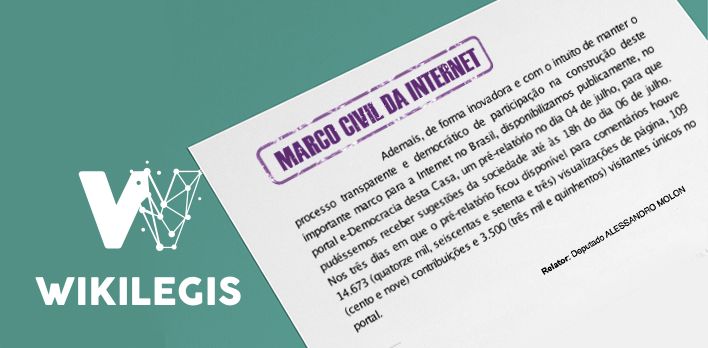 MARCO CIVIL DA INTERNET
Ademais, de forma inovadora e com o intuito de manter o
processo transparente e democrático de participação na construção deste
importante marco para a Internet no Brasil, disponibilizamos publicamente, no
portal e-Democracia desta Casa, um pré-relatório no dia 04 de julho, para que
pudéssemos receber sugestões da sociedade até às 18h do dia 06 de julho.
Nos três dias em que o pré-relatório ficou disponível para comentários houve
14.673 (quatorze mil, seiscentas e setenta e três) visualizações de página, 109
(cento e nove) contribuições e 3.500 (três mil e quinhentos) visitantes únicos no
portal.
Relator: Deputado ALESSANDRO MOLON
WIKILEGIS